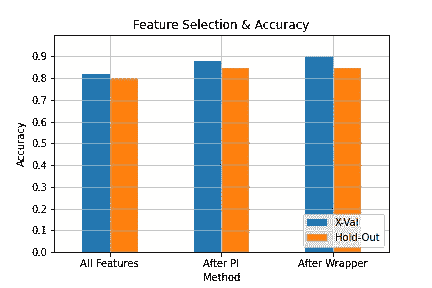 Feature Selection & Accuracy
Accuracy
0.9
0.8
0.7
0.6
0.5
0.4
0.3
0.2
0.1
0.0
X-Val
Hold-Out
All Features
After PI
After Wrapper
Method